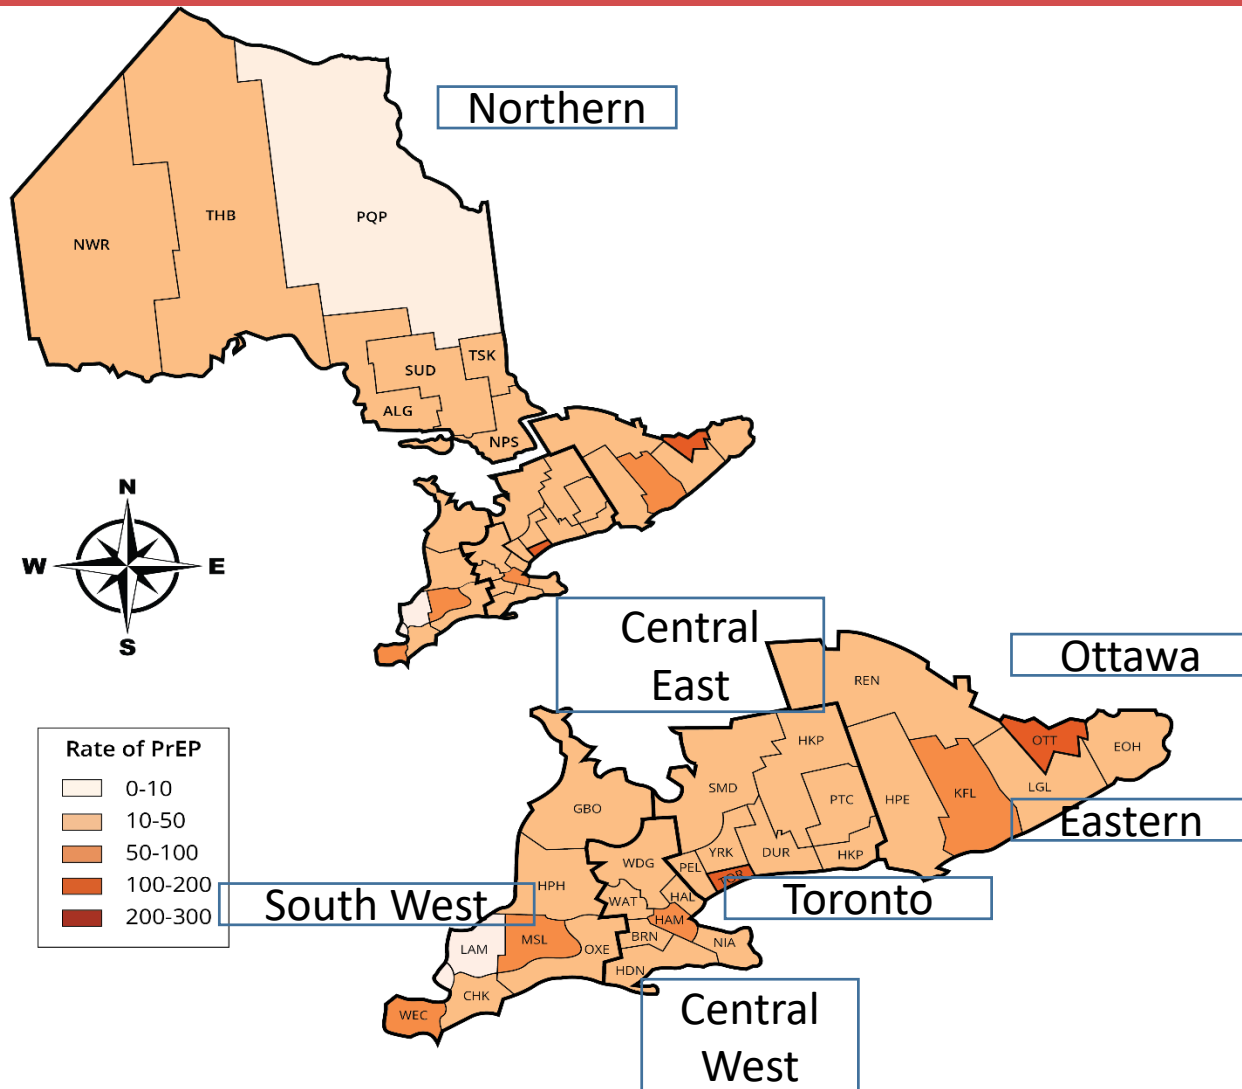 Northern
THB
PQP
NWR
TSK
SUD
ALG
NPS
N
W
E
S
Central
East
Ottawa
REN
HKP
OTT
EOH
Rate of PrEP
0-10
10-50
50-100
100-200
200-300
SMD
PTC
HPE
KFL
LGL
GBO
Eastern
WDG
PEL
YRK
DUR
HKP
TOR
HPH
South West
WAT
HAL
Toronto
HAM
LAM
MSL
OXE
BRN
NIA
HDN
CHK
WEC
Central
West